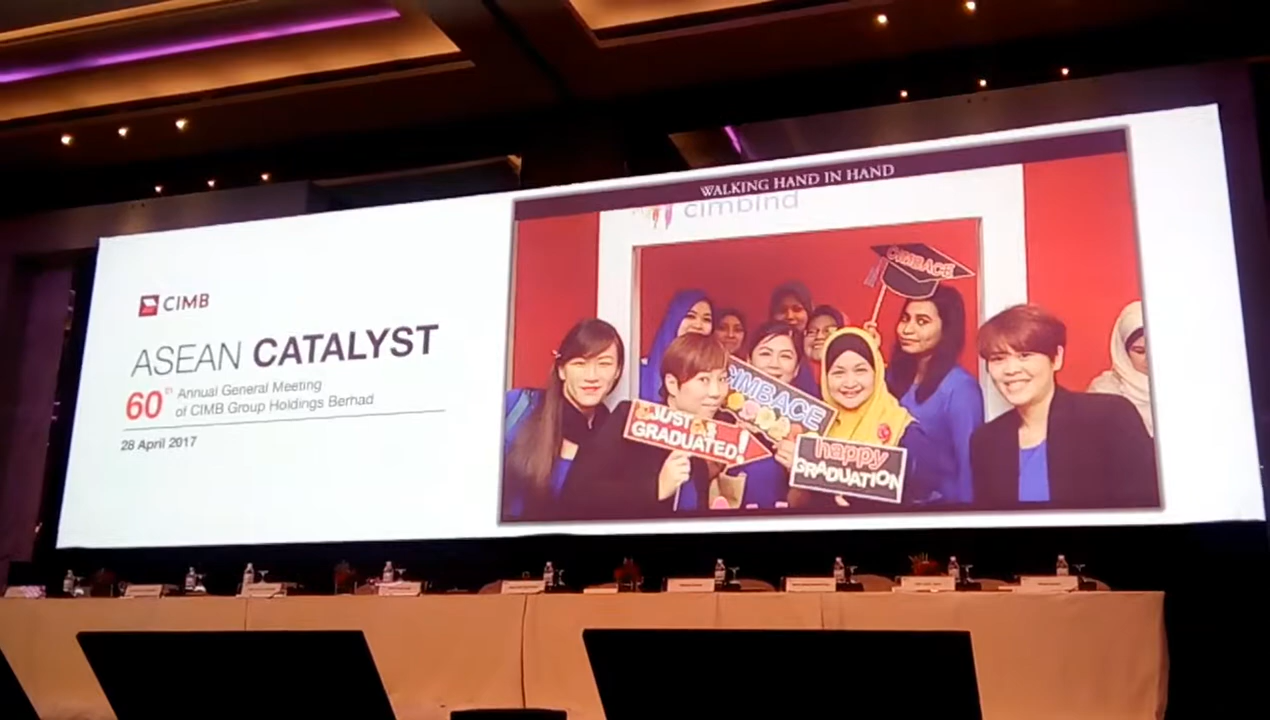 CIMB
ASEAN CATALYST
60th Annual General Meeting
of CIMB Group Holdings Berhad
28 April 2017
WALKING HAND IN HAND
cimbind
CIMBACE
CIMBACE
JUST
GRADUATED!
happy
GRADUATION